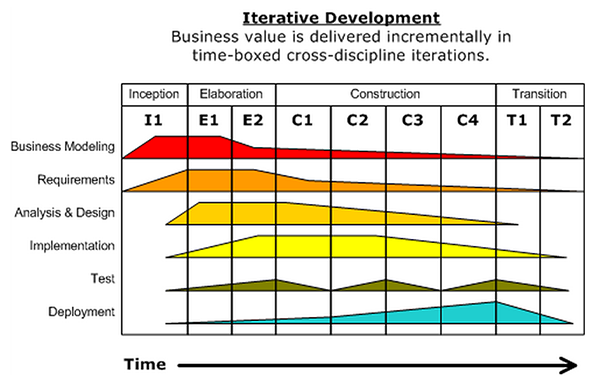 Iterative Development
Business value is delivered incrementally in
time-boxed cross-discipline iterations.
Inception Elaboration Construction Transition
I1 E1 E2 C1 C2 C3 C4 T1 T2
Business Modeling
Requirements
Analysis & Design
Implementation
Test
Deployment
Time